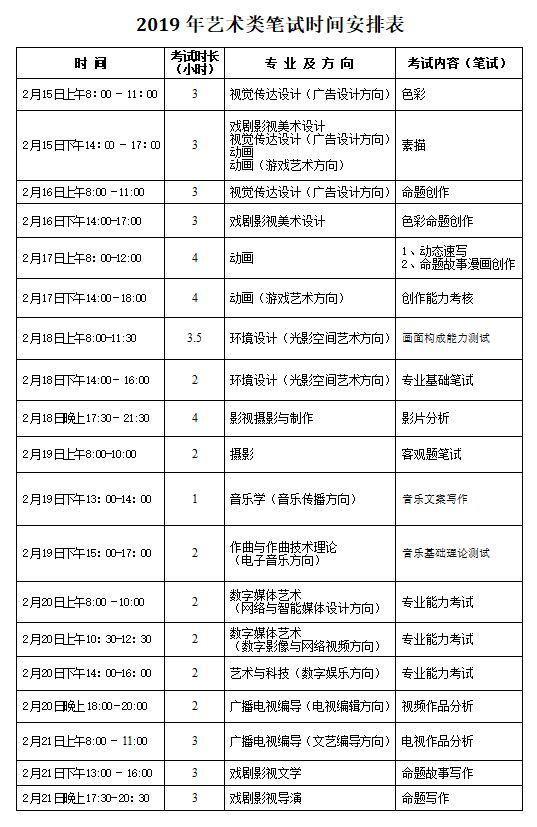 2019 年艺术类笔试时间安排表
时 间 考试时长（小时） 专 业 及 方 向 考试内容（笔试）
2月15日上午8：00 - 11：00 3 视觉传达设计（广告设计方向） 色彩
2月15日下午14：00 - 17：00 3 戏剧影视美术设计
视觉传达设计（广告设计方向）
动画
动画（游戏艺术方向） 素描
2月16日上午8:00 -11:00 3 视觉传达设计（广告设计方向） 命题创作
2月16日下午14:00-17:00 3 戏剧影视美术设计 色彩命题创作
2月17日上午8：00-12:00 4 动画 1、动态速写
2、命题故事漫画创作
2月17日下午14:00-18:00 4 动画（游戏艺术方向） 创作能力考核
2月18日上午8:00-11:30 3.5 环境设计（光影空间艺术方向） 画面构成能力测试
2月18日下午14:00- 16:00 2 环境设计（光影空间艺术方向） 专业基础笔试
2月18日晚上17:30- 21:30 4 影视摄影与制作 影片分析
2月19日上午8:00-10:00 2 摄影 客观题笔试
2月19日下午13：00-14：00 1 音乐学（音乐传播方向） 音乐文案写作
2月19日下午15：00-17：00 2 作曲与作曲技术理论
（电子音乐方向） 音乐基础理论测试
2月20日上午8:00 -10:00 2 数字媒体艺术
（网络与智能媒体设计方向） 专业能力考试
2月20日上午10：30-12：30 2 数字媒体艺术
（数字影像与网络视频方向） 专业能力考试
2月20日下午14：00-16：00 2 艺术与科技（数字娱乐方向） 专业能力考试
2月20日晚上18:00-20:00 2 广播电视编导（电视编辑方向） 视频作品分析
2月21日上午8:00 - 11:00 3 广播电视编导（文艺编导方向） 电视作品分析
2月21日下午13:00 - 16:00 3 戏剧影视文学 命题故事写作
2月21日晚上17:30-20：30 3 戏剧影视导演 命题写作